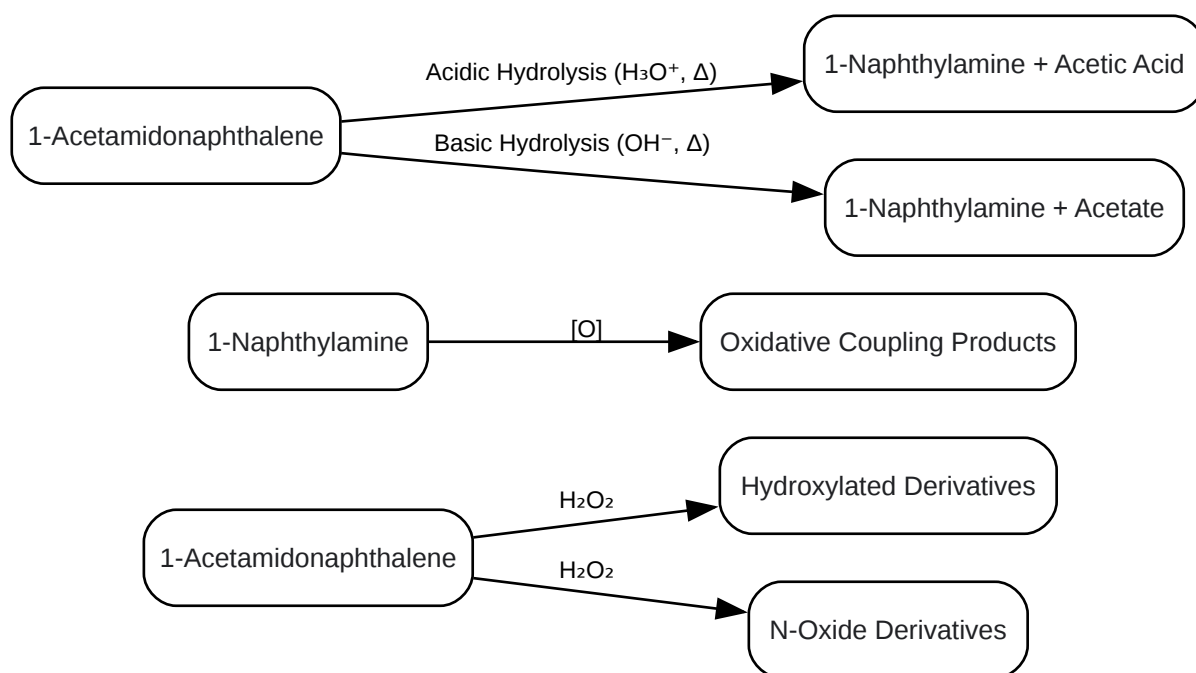 1-Acetamidonaphthalene
Acidic Hydrolysis (H₃O⁺, Δ)
1-Naphthylamine + Acetic Acid
Basic Hydrolysis (OH⁻, Δ)
1-Naphthylamine + Acetate
1-Naphthylamine
[O]
Oxidative Coupling Products
1-Acetamidonaphthalene
H₂O₂
Hydroxylated Derivatives
H₂O₂
N-Oxide Derivatives